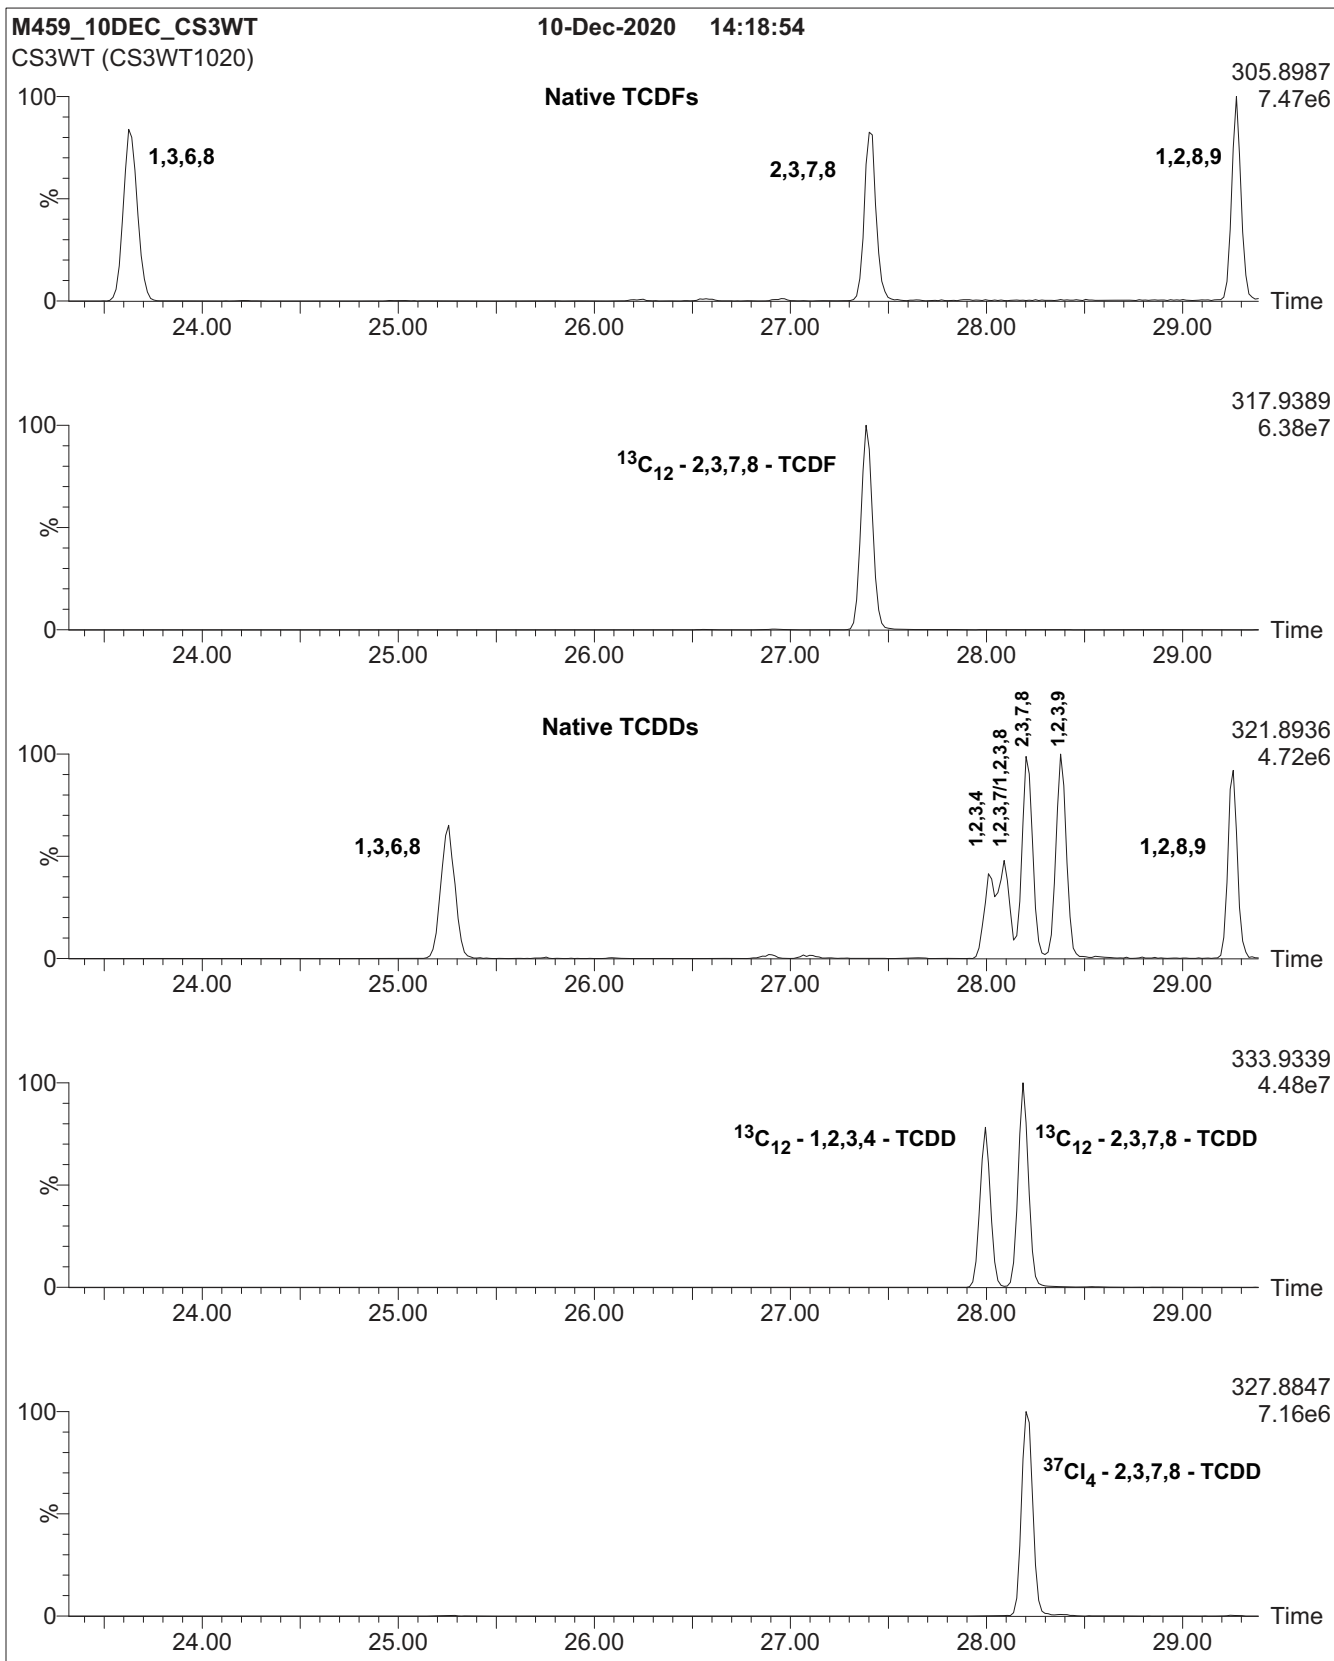 M459_10DEC_CS3WT 10-Dec-2020 14:18:54
CS3WT (CS3WT1020)
305.8987
100 Native TCDFs 7.47e6
1,3,6,8 2,3,7,8 1,2,8,9
%
0 Time
24.00 25.00 26.00 27.00 28.00 29.00
317.9389
100 6.38e7
¹³C₁₂ - 2,3,7,8 - TCDF
%
0 Time
24.00 25.00 26.00 27.00 28.00 29.00
Native TCDDs 321.8936
100 4.72e6
1,3,6,8 1,2,3,4 1,2,3,7/1,2,3,8 2,3,7,8 1,2,3,9 1,2,8,9
%
0 Time
24.00 25.00 26.00 27.00 28.00 29.00
333.9339
100 4.48e7
¹³C₁₂ - 1,2,3,4 - TCDD ¹³C₁₂ - 2,3,7,8 - TCDD
%
0 Time
24.00 25.00 26.00 27.00 28.00 29.00
327.8847
100 7.16e6
³⁷Cl₄ - 2,3,7,8 - TCDD
%
0 Time
24.00 25.00 26.00 27.00 28.00 29.00